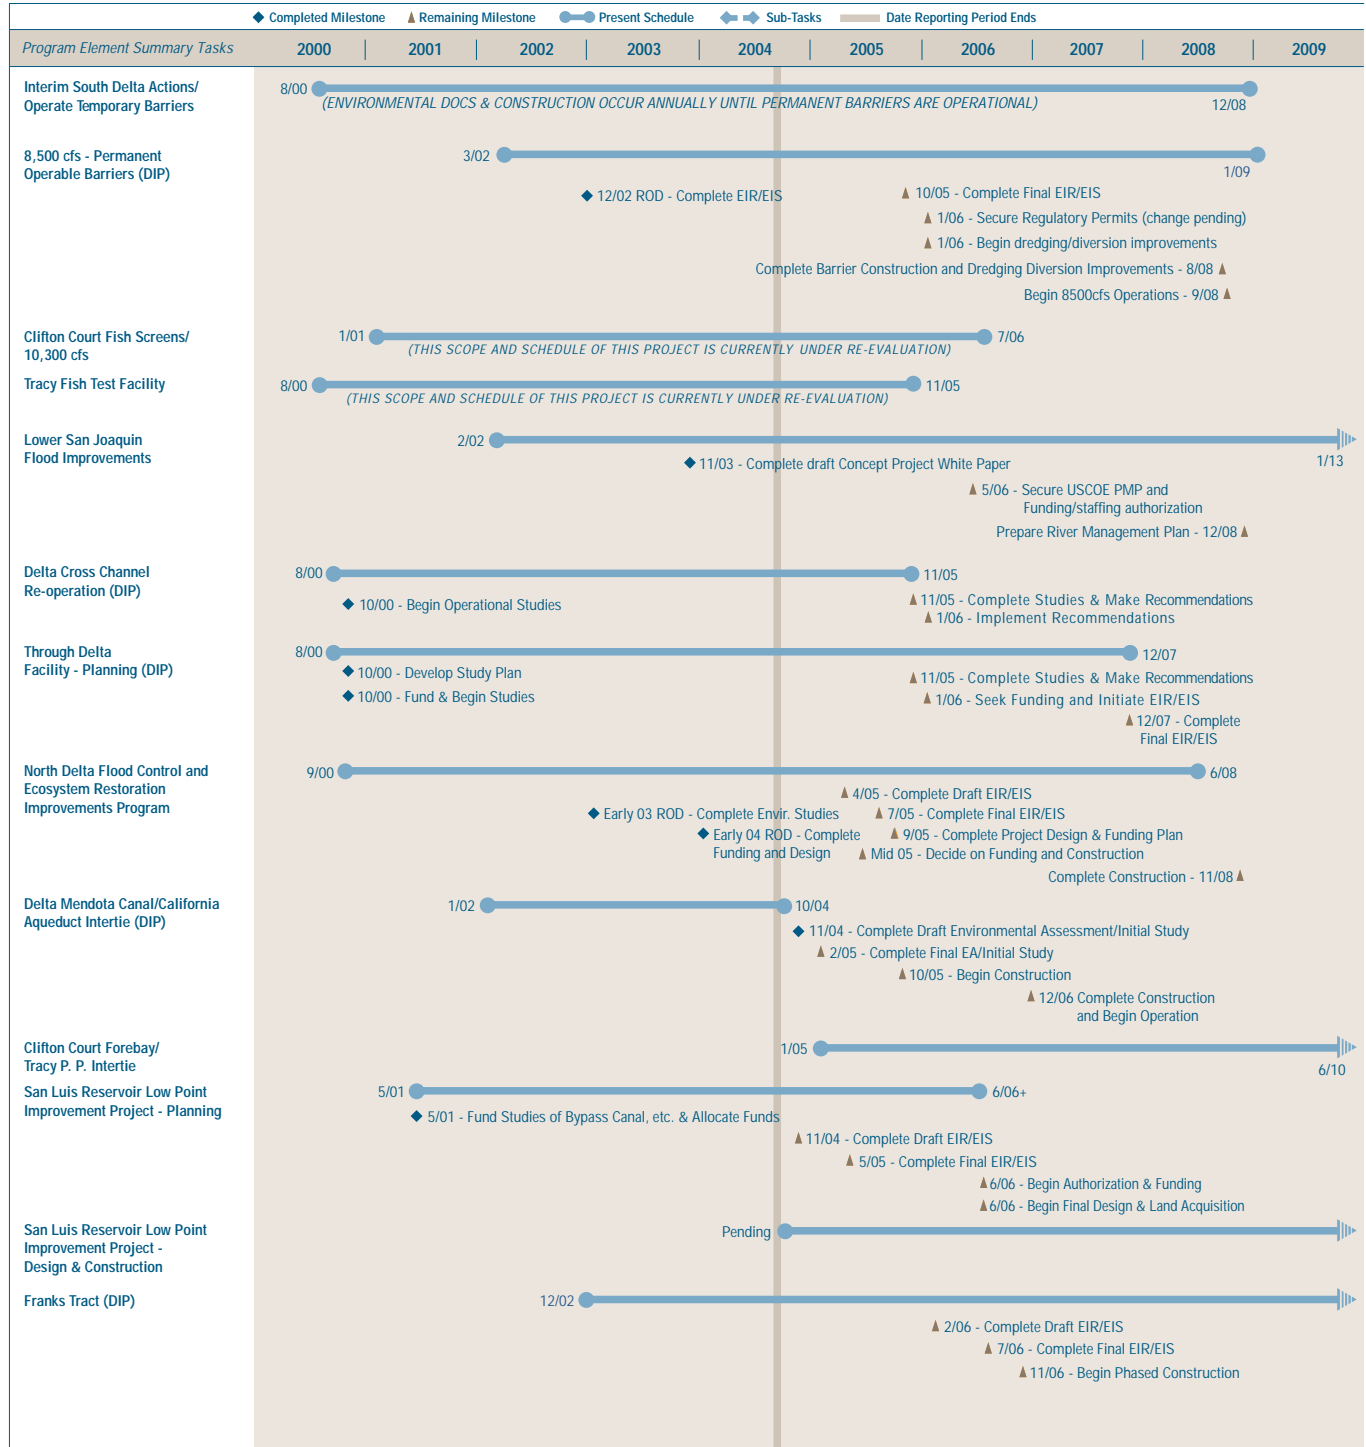 Completed Milestone Remaining Milestone Present Schedule Sub-Tasks Date Reporting Period Ends
Program Element Summary Tasks 2000 2001 2002 2003 2004 2005 2006 2007 2008 2009
Interim South Delta Actions/
Operate Temporary Barriers
8/00
(ENVIRONMENTAL DOCS & CONSTRUCTION OCCUR ANNUALLY UNTIL PERMANENT BARRIERS ARE OPERATIONAL)
12/08
8,500 cfs - Permanent
Operable Barriers (DIP)
3/02
1/09
12/02 ROD - Complete EIR/EIS
10/05 - Complete Final EIR/EIS
1/06 - Secure Regulatory Permits (change pending)
1/06 - Begin dredging/diversion improvements
Complete Barrier Construction and Dredging Diversion Improvements - 8/08
Begin 8500cfs Operations - 9/08
Clifton Court Fish Screens/
10,300 cfs
1/01
7/06
(THIS SCOPE AND SCHEDULE OF THIS PROJECT IS CURRENTLY UNDER RE-EVALUATION)
Tracy Fish Test Facility
8/00
11/05
(THIS SCOPE AND SCHEDULE OF THIS PROJECT IS CURRENTLY UNDER RE-EVALUATION)
Lower San Joaquin
Flood Improvements
2/02
1/13
11/03 - Complete draft Concept Project White Paper
5/06 - Secure USCOE PMP and
Funding/staffing authorization
Prepare River Management Plan - 12/08
Delta Cross Channel
Re-operation (DIP)
8/00
11/05
10/00 - Begin Operational Studies
11/05 - Complete Studies & Make Recommendations
1/06 - Implement Recommendations
Through Delta
Facility - Planning (DIP)
8/00
12/07
10/00 - Develop Study Plan
11/05 - Complete Studies & Make Recommendations
10/00 - Fund & Begin Studies
1/06 - Seek Funding and Initiate EIR/EIS
12/07 - Complete
Final EIR/EIS
North Delta Flood Control and
Ecosystem Restoration
Improvements Program
9/00
6/08
4/05 - Complete Draft EIR/EIS
Early 03 ROD - Complete Envir. Studies
7/05 - Complete Final EIR/EIS
Early 04 ROD - Complete
Funding and Design
9/05 - Complete Project Design & Funding Plan
Mid 05 - Decide on Funding and Construction
Complete Construction - 11/08
Delta Mendota Canal/California
Aqueduct Intertie (DIP)
1/02
10/04
11/04 - Complete Draft Environmental Assessment/Initial Study
2/05 - Complete Final EA/Initial Study
10/05 - Begin Construction
12/06 Complete Construction
and Begin Operation
Clifton Court Forebay/
Tracy P. P. Intertie
1/05
6/10
San Luis Reservoir Low Point
Improvement Project - Planning
5/01
6/06+
5/01 - Fund Studies of Bypass Canal, etc. & Allocate Funds
11/04 - Complete Draft EIR/EIS
5/05 - Complete Final EIR/EIS
6/06 - Begin Authorization & Funding
6/06 - Begin Final Design & Land Acquisition
San Luis Reservoir Low Point
Improvement Project -
Design & Construction
Pending
Franks Tract (DIP)
12/02
2/06 - Complete Draft EIR/EIS
7/06 - Complete Final EIR/EIS
11/06 - Begin Phased Construction